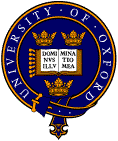 UNIVERSITY OF OXFORD
DOMI MINA
NVS TIO
ILLV MEA